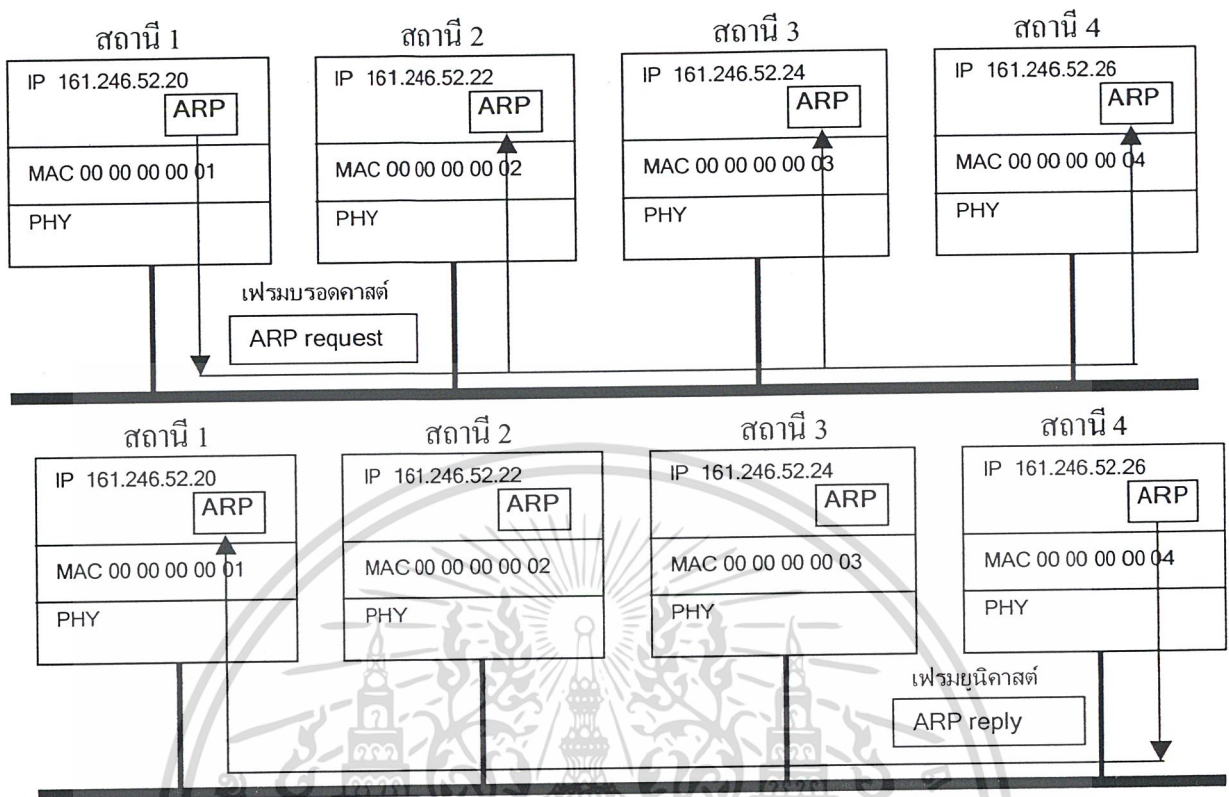 สถานี 1
สถานี 2
สถานี 3
สถานี 4
IP 161.246.52.20
ARP
MAC 00 00 00 00 01
PHY
IP 161.246.52.22
ARP
MAC 00 00 00 00 02
PHY
IP 161.246.52.24
ARP
MAC 00 00 00 00 03
PHY
IP 161.246.52.26
ARP
MAC 00 00 00 00 04
PHY
เฟรมบรอดคาสต์
ARP request
สถานี 1
สถานี 2
สถานี 3
สถานี 4
IP 161.246.52.20
ARP
MAC 00 00 00 00 01
PHY
IP 161.246.52.22
ARP
MAC 00 00 00 00 02
PHY
IP 161.246.52.24
ARP
MAC 00 00 00 00 03
PHY
IP 161.246.52.26
ARP
MAC 00 00 00 00 04
PHY
เฟรมยูนิคาสต์
ARP reply